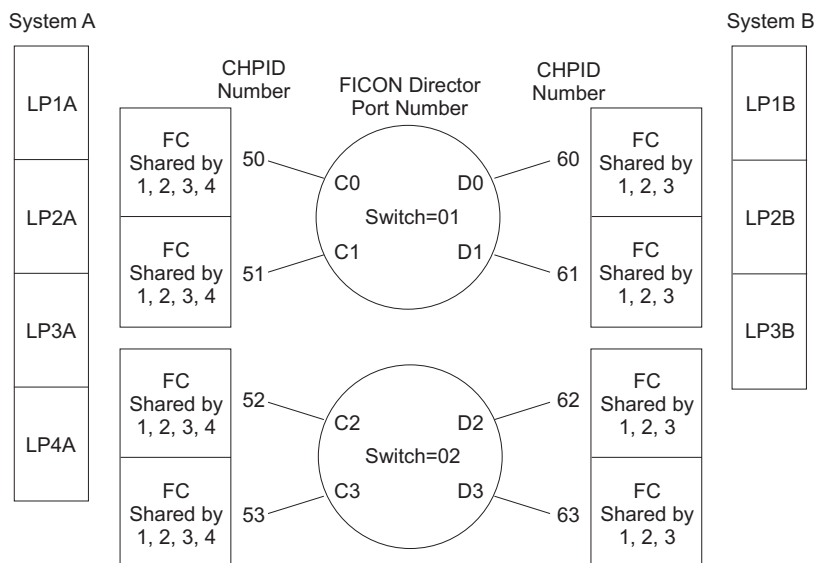 System A
System B
CHPID
Number
FICON Director
Port Number
CHPID
Number
LP1A
LP2A
LP3A
LP4A
FC
Shared by
1, 2, 3, 4
50
FC
Shared by
1, 2, 3, 4
51
C0
D0
Switch=01
C1
D1
60
FC
Shared by
1, 2, 3
61
FC
Shared by
1, 2, 3
LP1B
LP2B
LP3B
FC
Shared by
1, 2, 3, 4
52
FC
Shared by
1, 2, 3, 4
53
C2
D2
Switch=02
C3
D3
62
FC
Shared by
1, 2, 3
63
FC
Shared by
1, 2, 3